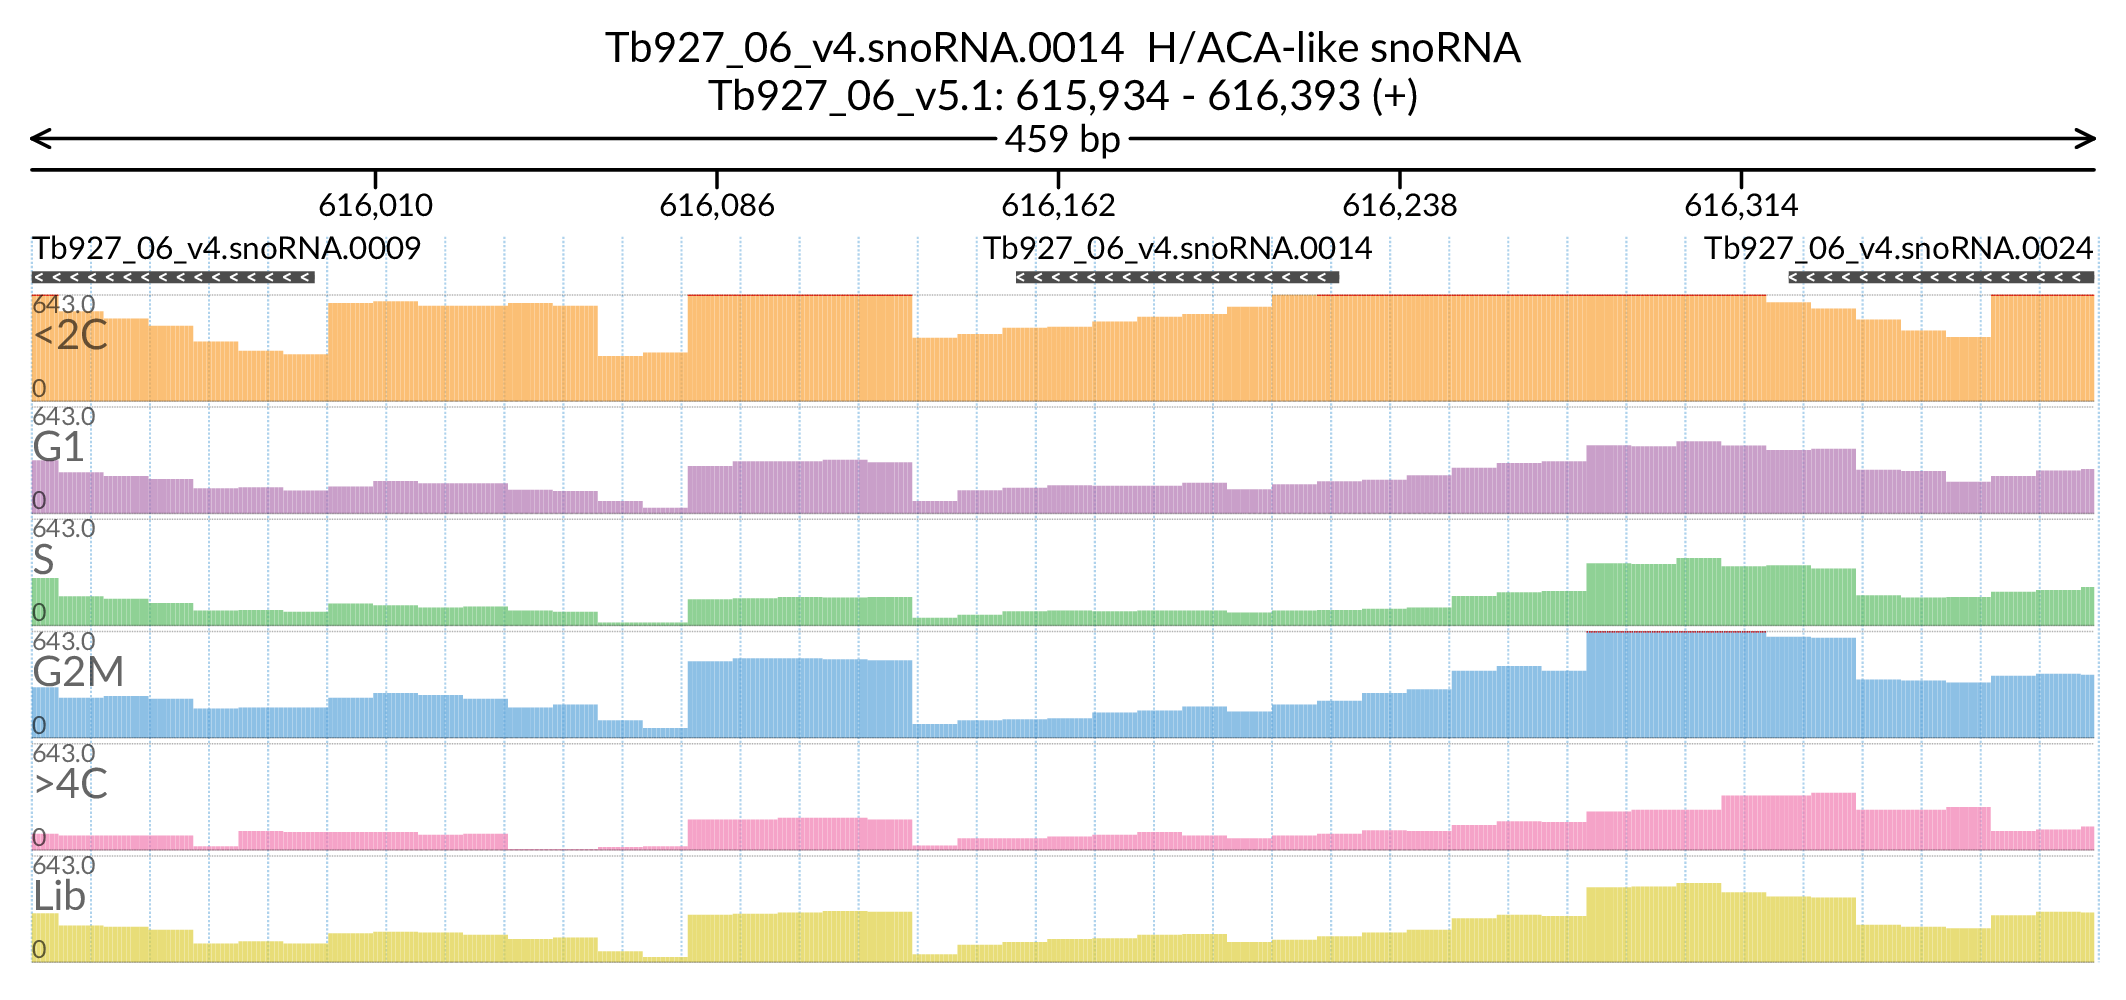 Tb927_06_v4.snoRNA.0014 H/ACA-like snoRNA
Tb927_06_v5.1: 615,934 - 616,393 (+)
459 bp
616,010 616,086 616,162 616,238 616,314
Tb927_06_v4.snoRNA.0009 Tb927_06_v4.snoRNA.0014 Tb927_06_v4.snoRNA.0024
643.0
<2C
0
643.0
G1
0
643.0
S
0
643.0
G2M
0
643.0
>4C
0
643.0
Lib
0